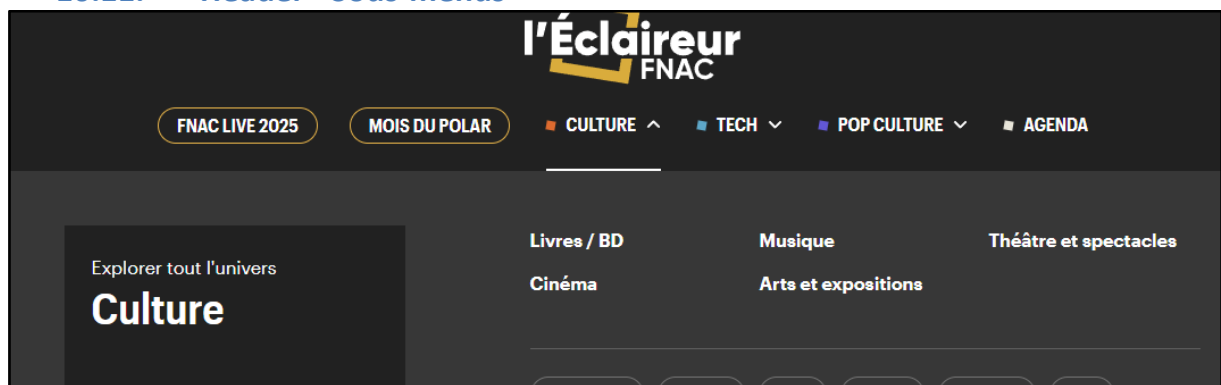 l'Éclaireur
FNAC
FNAC LIVE 2025 MOIS DU POLAR CULTURE TECH POP CULTURE AGENDA
Livres / BD Musique Théâtre et spectacles
Explorer tout l'univers
Cinéma Arts et expositions
Culture